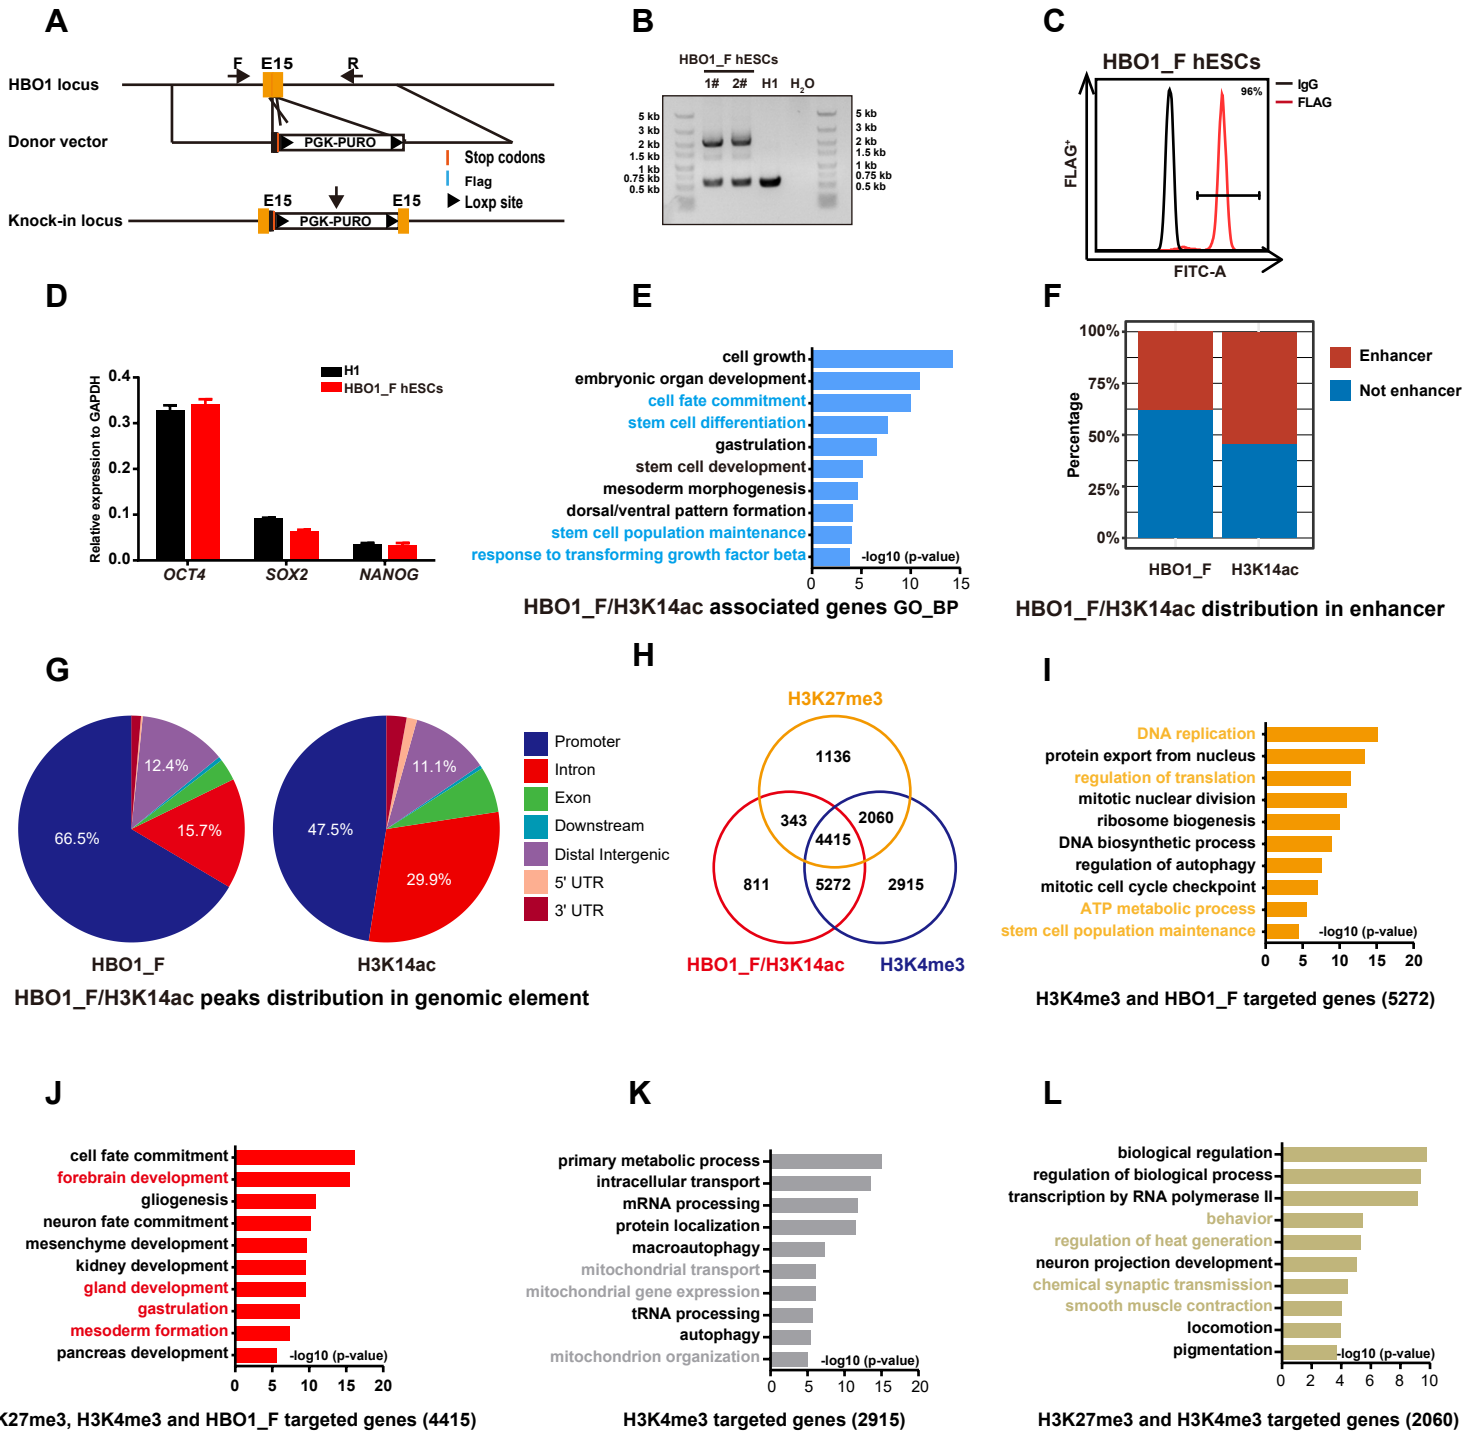 A
F E15 R
HBO1 locus
Donor vector
PGK-PURO
Stop codons
Flag
Loxp site
E15 E15
Knock-in locus
PGK-PURO
B
HBO1_F hESCs
1# 2# H1 H2O
5 kb
3 kb
2 kb
1.5 kb
1 kb
0.75 kb
0.5 kb
5 kb
3 kb
2 kb
1.5 kb
1 kb
0.75 kb
0.5 kb
C
HBO1_F hESCs
96%
IgG
FLAG
FLAG+
FITC-A
D
H1
HBO1_F hESCs
Relative expression to GAPDH
0.4
0.3
0.2
0.1
0.0
OCT4 SOX2 NANOG
E
cell growth
embryonic organ development
cell fate commitment
stem cell differentiation
gastrulation
stem cell development
mesoderm morphogenesis
dorsal/ventral pattern formation
stem cell population maintenance
response to transforming growth factor beta
-log10 (p-value)
0 5 10 15
HBO1_F/H3K14ac associated genes GO_BP
F
100%
75%
50%
25%
0%
Percentage
HBO1_F H3K14ac
Enhancer
Not enhancer
HBO1_F/H3K14ac distribution in enhancer
G
66.5%
12.4%
15.7%
HBO1_F
47.5%
11.1%
29.9%
H3K14ac
Promoter
Intron
Exon
Downstream
Distal Intergenic
5' UTR
3' UTR
HBO1_F/H3K14ac peaks distribution in genomic element
H
H3K27me3
1136
343 2060
4415
811 5272 2915
HBO1_F/H3K14ac H3K4me3
I
DNA replication
protein export from nucleus
regulation of translation
mitotic nuclear division
ribosome biogenesis
DNA biosynthetic process
regulation of autophagy
mitotic cell cycle checkpoint
ATP metabolic process
stem cell population maintenance
-log10 (p-value)
0 5 10 15 20
H3K4me3 and HBO1_F targeted genes (5272)
J
cell fate commitment
forebrain development
gliogenesis
neuron fate commitment
mesenchyme development
kidney development
gland development
gastrulation
mesoderm formation
pancreas development
-log10 (p-value)
0 5 10 15 20
K27me3, H3K4me3 and HBO1_F targeted genes (4415)
K
primary metabolic process
intracellular transport
mRNA processing
protein localization
macroautophagy
mitochondrial transport
mitochondrial gene expression
tRNA processing
autophagy
mitochondrion organization
-log10 (p-value)
0 5 10 15 20
H3K4me3 targeted genes (2915)
L
biological regulation
regulation of biological process
transcription by RNA polymerase II
behavior
regulation of heat generation
neuron projection development
chemical synaptic transmission
smooth muscle contraction
locomotion
pigmentation
-log10 (p-value)
0 2 4 6 8 10
H3K27me3 and H3K4me3 targeted genes (2060)